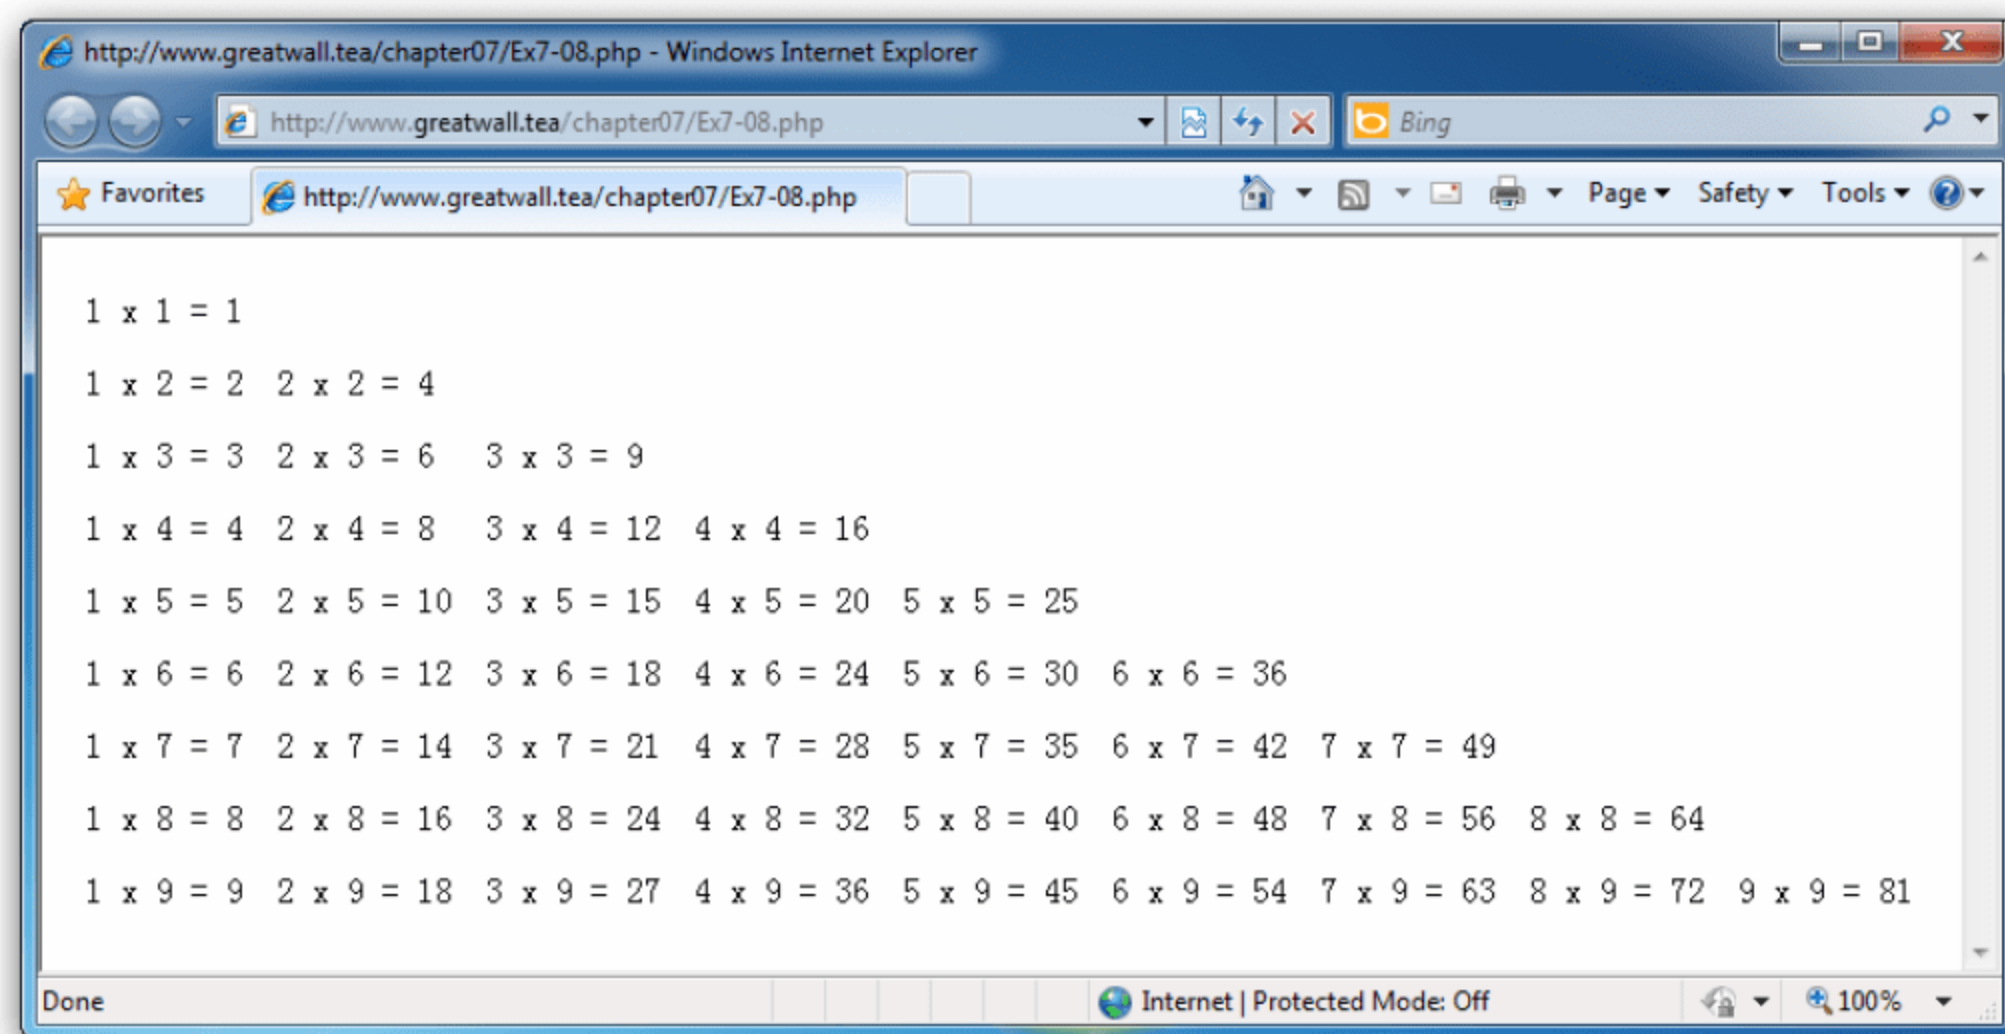 http://www.greatwall.tea/chapter07/Ex7-08.php - Windows Internet Explorer
http://www.greatwall.tea/chapter07/Ex7-08.php Bing
Favorites http://www.greatwall.tea/chapter07/Ex7-08.php Page Safety Tools
1 x 1 = 1
1 x 2 = 2 2 x 2 = 4
1 x 3 = 3 2 x 3 = 6 3 x 3 = 9
1 x 4 = 4 2 x 4 = 8 3 x 4 = 12 4 x 4 = 16
1 x 5 = 5 2 x 5 = 10 3 x 5 = 15 4 x 5 = 20 5 x 5 = 25
1 x 6 = 6 2 x 6 = 12 3 x 6 = 18 4 x 6 = 24 5 x 6 = 30 6 x 6 = 36
1 x 7 = 7 2 x 7 = 14 3 x 7 = 21 4 x 7 = 28 5 x 7 = 35 6 x 7 = 42 7 x 7 = 49
1 x 8 = 8 2 x 8 = 16 3 x 8 = 24 4 x 8 = 32 5 x 8 = 40 6 x 8 = 48 7 x 8 = 56 8 x 8 = 64
1 x 9 = 9 2 x 9 = 18 3 x 9 = 27 4 x 9 = 36 5 x 9 = 45 6 x 9 = 54 7 x 9 = 63 8 x 9 = 72 9 x 9 = 81
Done Internet | Protected Mode: Off 100%